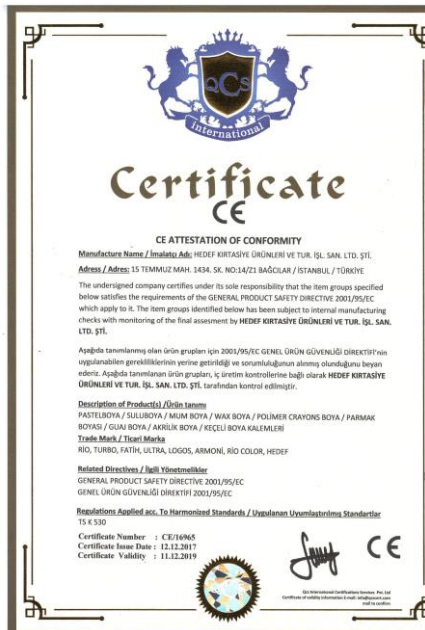 QCS
international
Certificate
CE
CE ATTESTATION OF CONFORMITY
Manufacture Name / İmalatçı Adı: HEDEF KIRTASİYE ÜRÜNLERİ VE TUR. İŞL. SAN. LTD. ŞTİ.
Adress / Adres: 15 TEMMUZ MAH. 1434. SK. NO:14/Z1 BAĞCILAR / İSTANBUL / TÜRKİYE
The undersigned company certifies under its sole responsibility that the item groups specified
below satisfies the requirements of the GENERAL PRODUCT SAFETY DIRECTIVE 2001/95/EC
which apply to it. The item groups identified below has been subject to internal manufacturing
checks with monitoring of the final assesment by HEDEF KIRTASİYE ÜRÜNLERİ VE TUR. İŞL. SAN.
LTD. ŞTİ.
Aşağıda tanımlanmış olan ürün grupları için 2001/95/EC GENEL ÜRÜN GÜVENLİĞİ DİREKTİFİ'nin
uygulanabilen gerekliliklerinin yerine getirildiği ve sorumluluğunun alınmış olunduğunu beyan
ederiz. Aşağıda tanımlanan ürün grupları, iç üretim kontrollerine bağlı olarak HEDEF KIRTASİYE
ÜRÜNLERİ VE TUR. İŞL. SAN. LTD. ŞTİ. tarafından kontrol edilmiştir.
Description of Product(s) /Ürün tanımı
PASTELBOYA / SULUBOYA / MUM BOYA / WAX BOYA / POLİMER CRAYONS BOYA / PARMAK
BOYASI / GUAJ BOYA / AKRİLİK BOYA / KEÇELİ BOYA KALEMLERİ
Trade Mark / Ticari Marka
RİO, TURBO, FATİH, ULTRA, LOGOS, ARMONİ, RİO COLOR, HEDEF
Related Directives / İlgili Yönetmelikler
GENERAL PRODUCT SAFETY DIRECTIVE 2001/95/EC
GENEL ÜRÜN GÜVENLİĞİ DİREKTİFİ 2001/95/EC
Regulations Applied acc. To Harmonized Standards / Uygulanan Uyumlaştırılmış Standartlar
TS K 530
Certificate Number : CE/16965
Certificate Issue Date : 12.12.2017
Certificate Validity : 11.12.2019
CE
Qcs International Certifications Services Pvt. Ltd